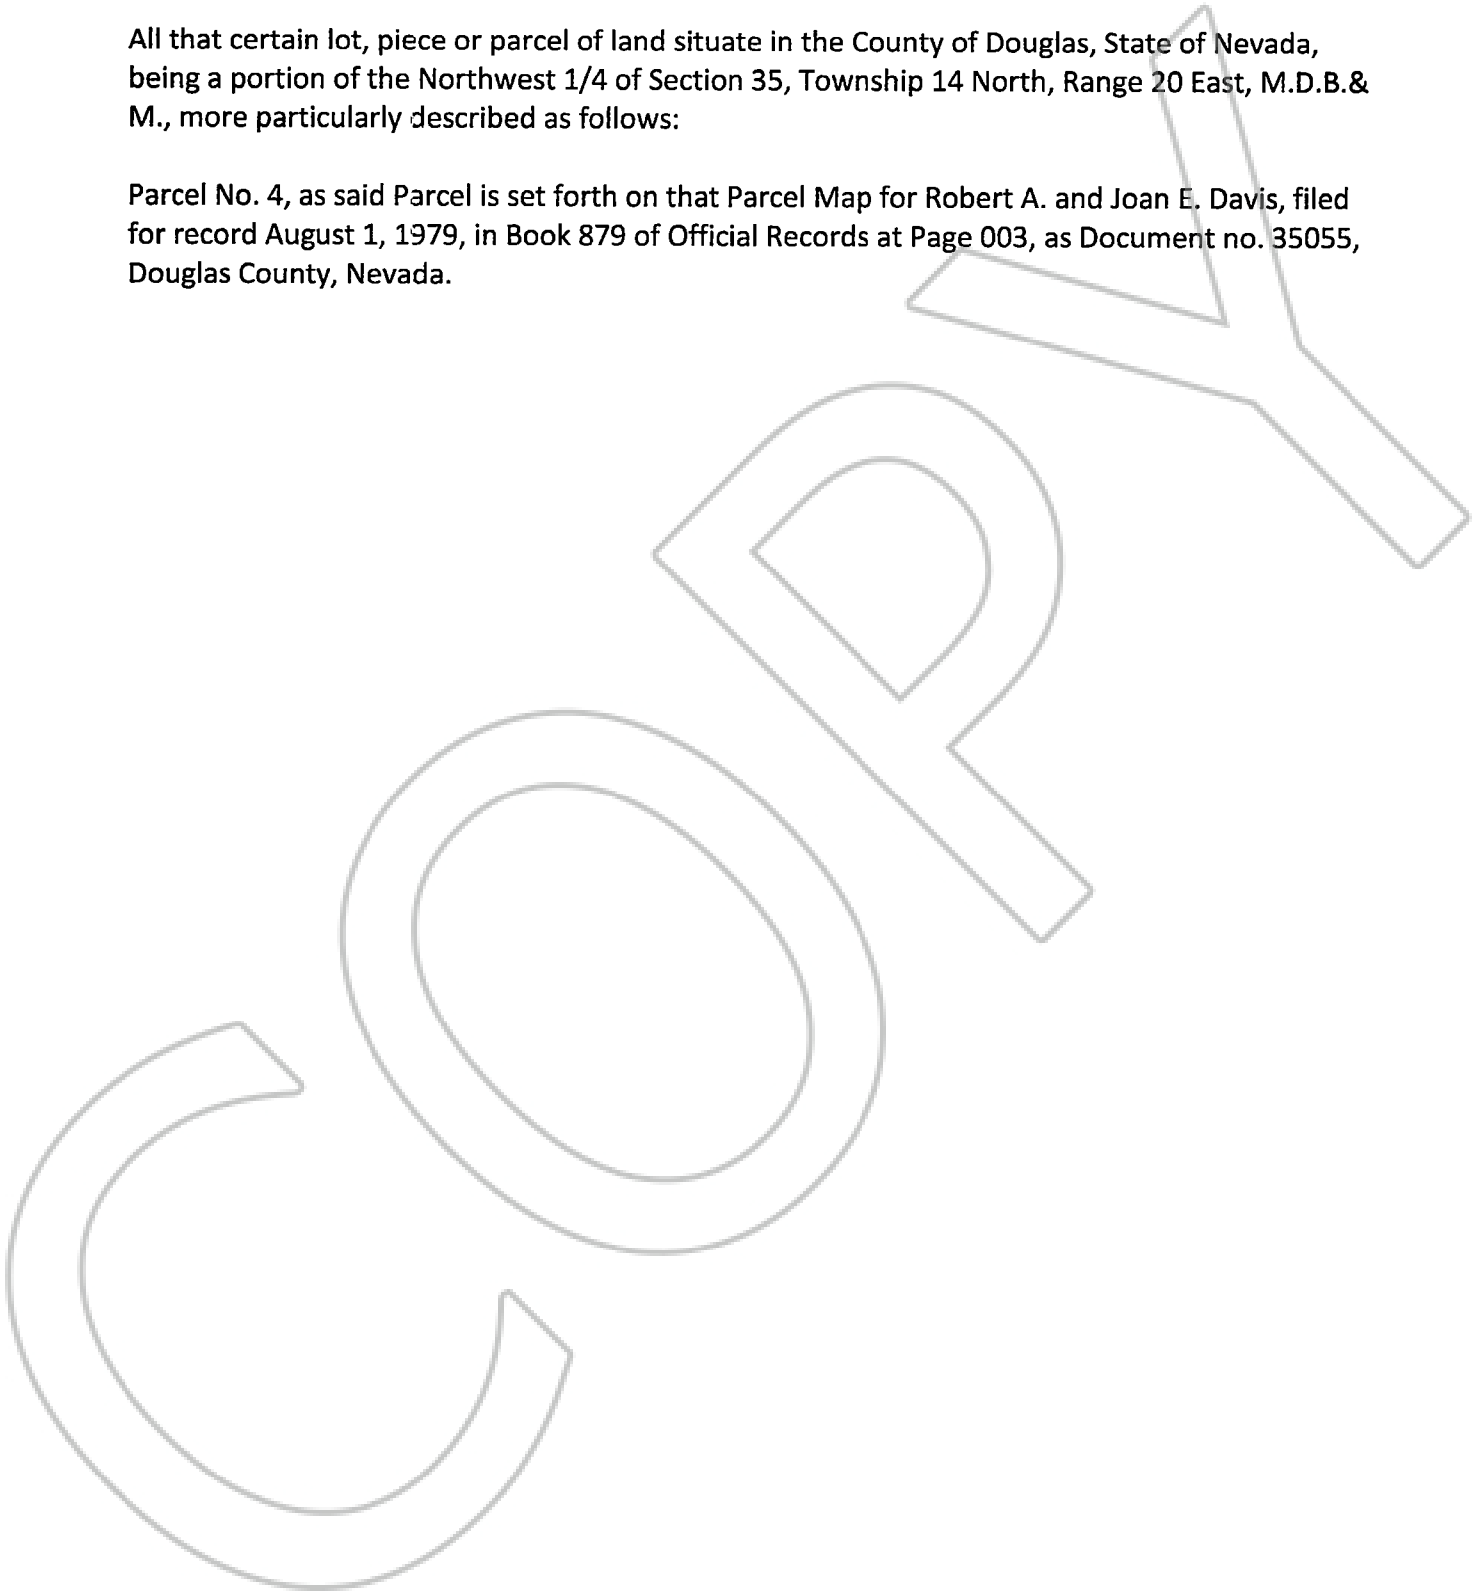 All that certain lot, piece or parcel of land situate in the County of Douglas, State of Nevada,
being a portion of the Northwest 1/4 of Section 35, Township 14 North, Range 20 East, M.D.B.&
M., more particularly described as follows:
Parcel No. 4, as said Parcel is set forth on that Parcel Map for Robert A. and Joan E. Davis, filed
for record August 1, 1979, in Book 879 of Official Records at Page 003, as Document no. 35055,
Douglas County, Nevada.
COPY